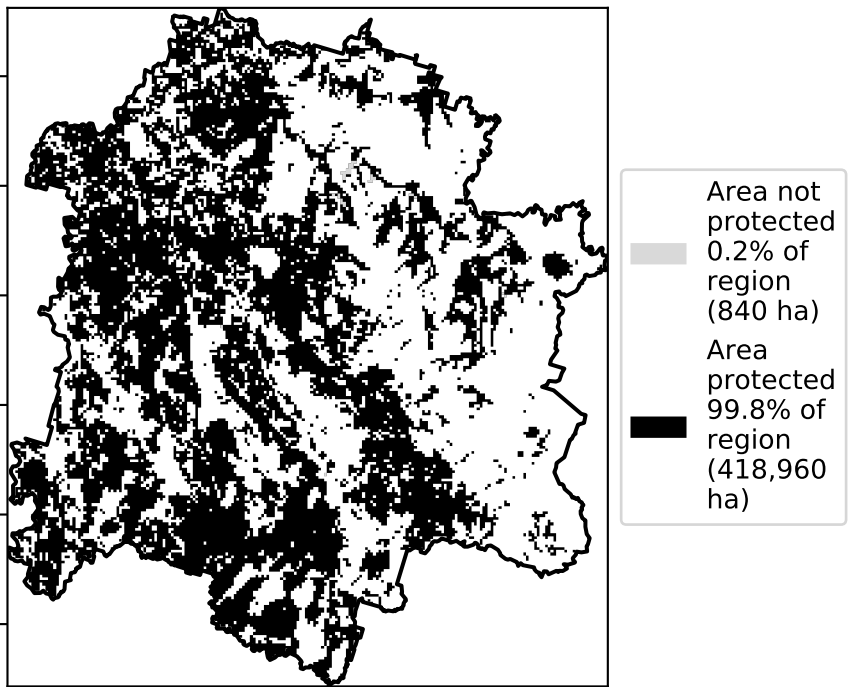 Area not
protected
0.2% of
region
(840 ha)
Area
protected
99.8% of
region
(418,960
ha)